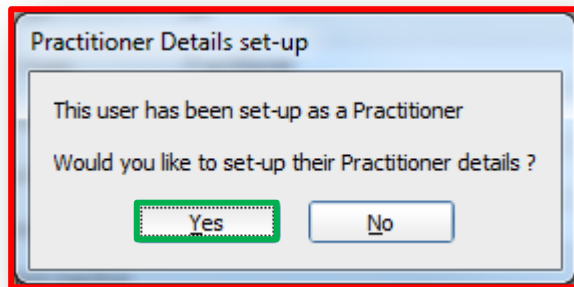 Practitioner Details set-up
This user has been set-up as a Practitioner
Would you like to set-up their Practitioner details ?
Yes No